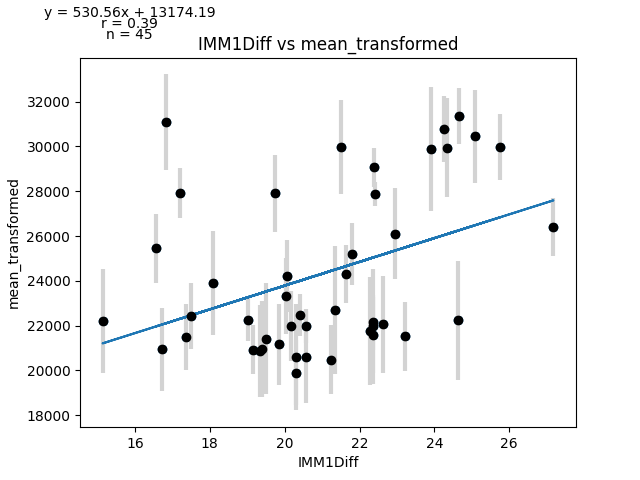 y = 530.56x + 13174.19
r = 0.39
n = 45
IMM1Diff vs mean_transformed
mean_transformed
32000
30000
28000
26000
24000
22000
20000
18000
16
18
20
22
24
26
IMM1Diff